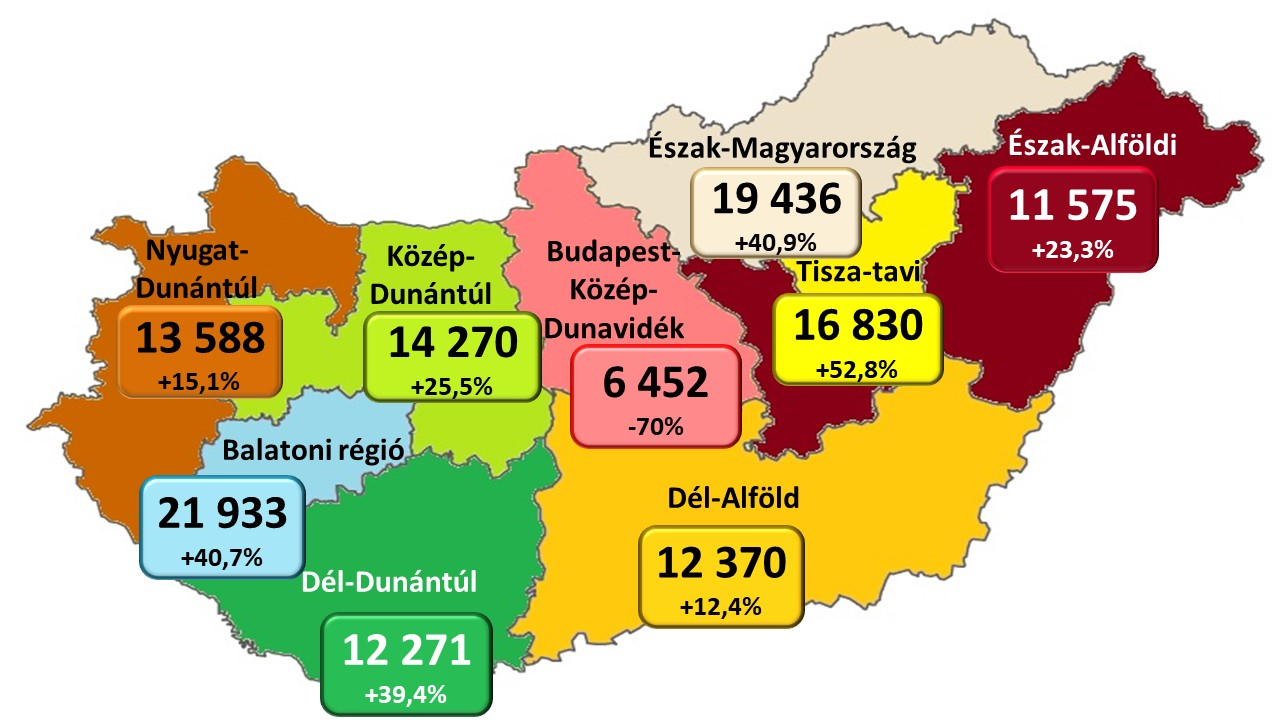 Észak-Magyarország
19 436
+40,9%
Észak-Alföldi
11 575
+23,3%
Nyugat-
Dunántúl
13 588
+15,1%
Közép-
Dunántúl
14 270
+25,5%
Budapest-
Közép-
Dunavidék
6 452
-70%
Tisza-tavi
16 830
+52,8%
Balatoni régió
21 933
+40,7%
Dél-Alföld
12 370
+12,4%
Dél-Dunántúl
12 271
+39,4%